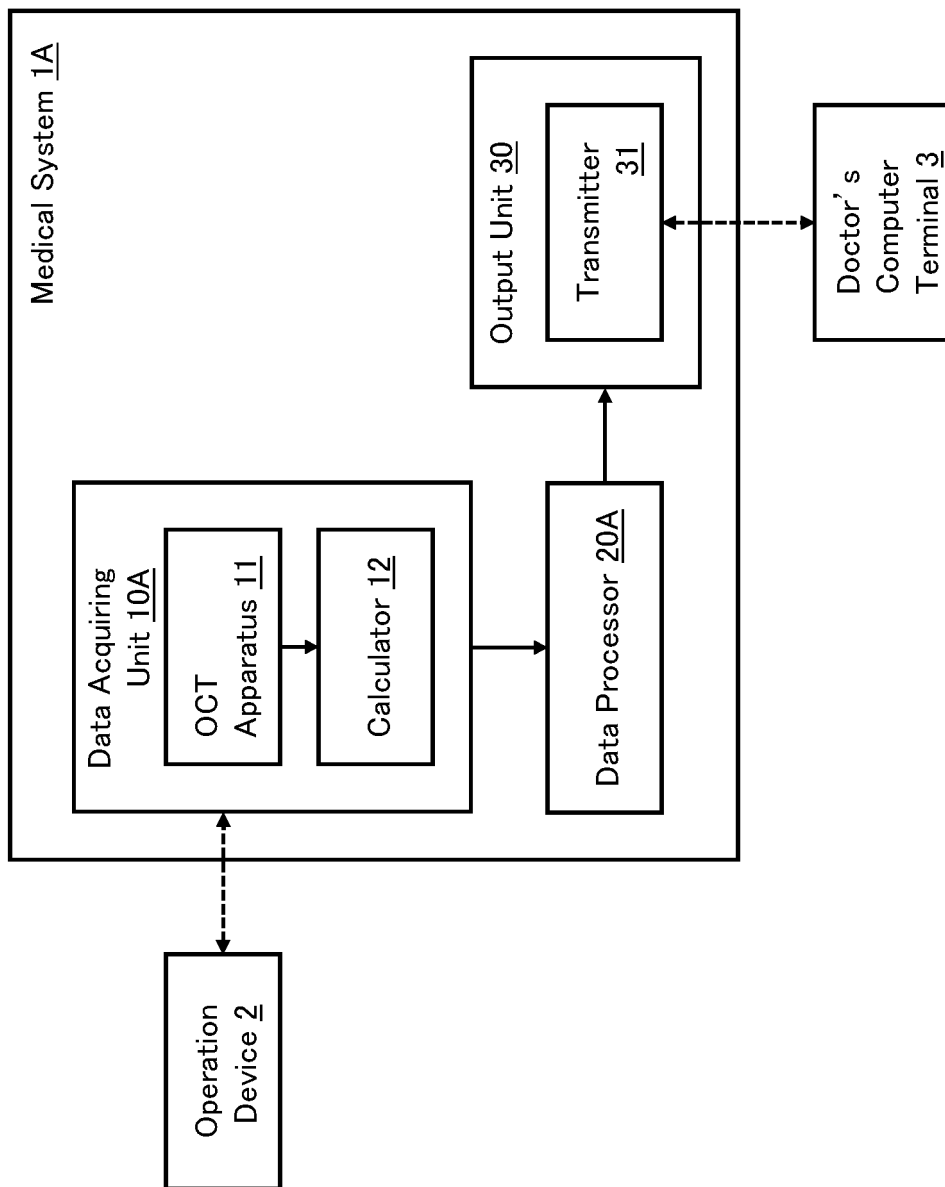 Medical System 1A
Data Acquiring
Unit 10A
OCT
Apparatus 11
Calculator 12
Operation
Device 2
Data Processor 20A
Output Unit 30
Transmitter
31
Doctor's
Computer
Terminal 3